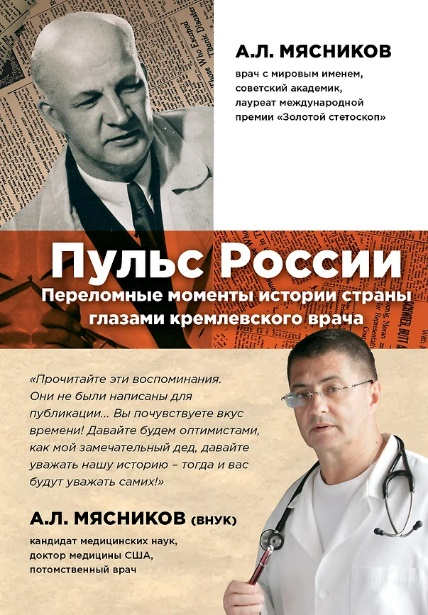 А.Л. МЯСНИКОВ
врач с мировым именем,
советский академик,
лауреат международной
премии «Золотой стетоскоп»
Пульс России
Переломные моменты истории страны
глазами кремлевского врача
«Прочитайте эти воспоминания.
Они не были написаны для
публикации... Вы почувствуете вкус
времени! Давайте будем оптимистами,
как мой замечательный дед, давайте
уважать нашу историю – тогда и вас
будут уважать самих!»
А.Л. МЯСНИКОВ (ВНУК)
кандидат медицинских наук,
доктор медицины США,
потомственный врач